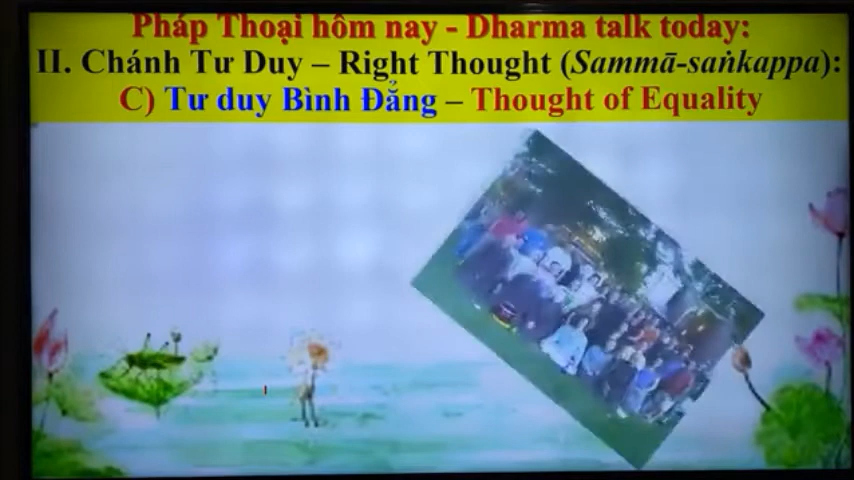 Pháp Thoại hôm nay - Dharma talk today:
II. Chánh Tư Duy – Right Thought (Sammā-saṅkappa):
C) Tư duy Bình Đẳng – Thought of Equality